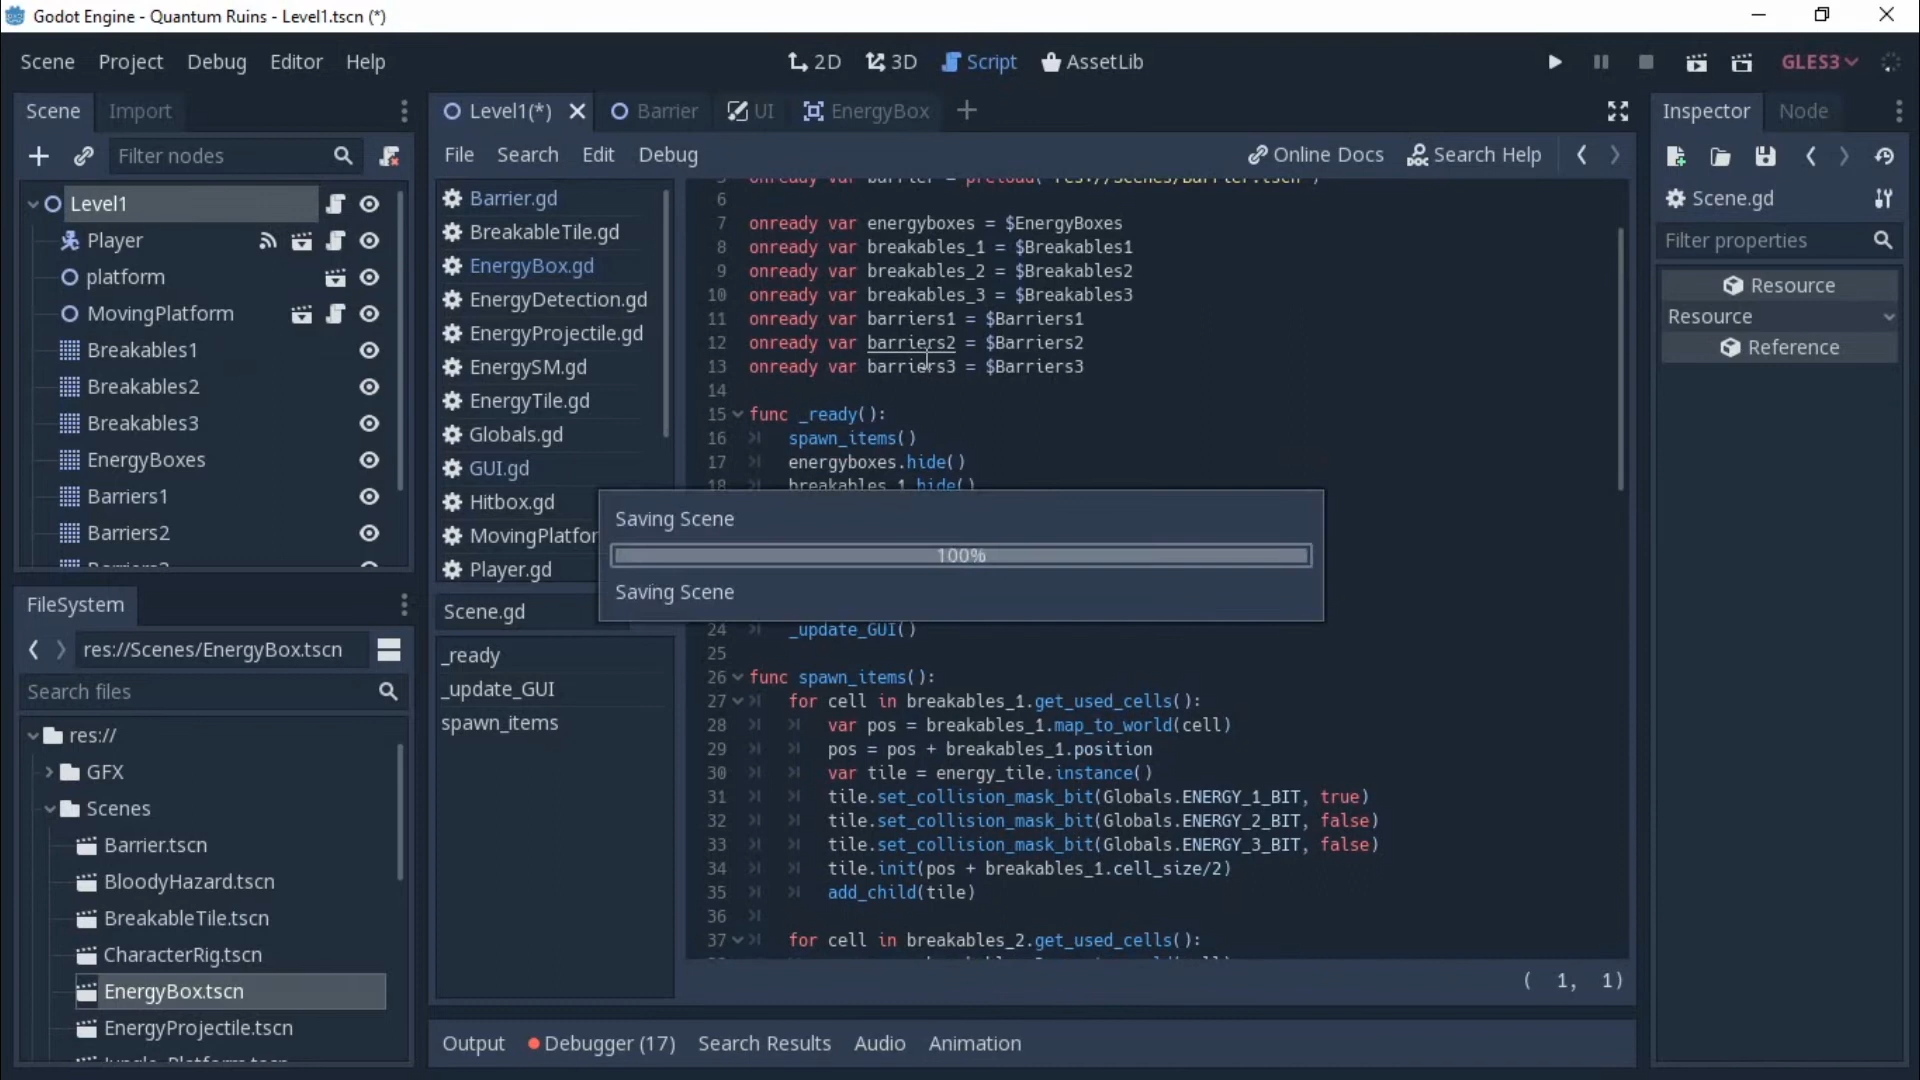 Godot Engine - Quantum Ruins - Level1.tscn (*)
Scene Project Debug Editor Help
2D 3D Script AssetLib
GLES3
Scene Import
Filter nodes
Level1
Player
platform
MovingPlatform
Breakables1
Breakables2
Breakables3
EnergyBoxes
Barriers1
Barriers2
FileSystem
res://Scenes/EnergyBox.tscn
Search files
res://
GFX
Scenes
Barrier.tscn
BloodyHazard.tscn
BreakableTile.tscn
CharacterRig.tscn
EnergyBox.tscn
EnergyProjectile.tscn
Level1(*) Barrier UI EnergyBox
File Search Edit Debug
Online Docs Search Help
Barrier.gd
BreakableTile.gd
EnergyBox.gd
EnergyDetection.gd
EnergyProjectile.gd
EnergySM.gd
EnergyTile.gd
Globals.gd
GUI.gd
Hitbox.gd
MovingPlatfor
Player.gd
Scene.gd
_ready
_update_GUI
spawn_items
onready var barrier = preload("res://Scenes/Barrier.tscn")
6
7 onready var energyboxes = $EnergyBoxes
8 onready var breakables_1 = $Breakables1
9 onready var breakables_2 = $Breakables2
10 onready var breakables_3 = $Breakables3
11 onready var barriers1 = $Barriers1
12 onready var barriers2 = $Barriers2
13 onready var barriers3 = $Barriers3
14
15 func _ready():
16 spawn_items()
17 energyboxes.hide()
18 breakables_1.hide()
Saving Scene
100%
Saving Scene
24 _update_GUI()
25
26 func spawn_items():
27 for cell in breakables_1.get_used_cells():
28 var pos = breakables_1.map_to_world(cell)
29 pos = pos + breakables_1.position
30 var tile = energy_tile.instance()
31 tile.set_collision_mask_bit(Globals.ENERGY_1_BIT, true)
32 tile.set_collision_mask_bit(Globals.ENERGY_2_BIT, false)
33 tile.set_collision_mask_bit(Globals.ENERGY_3_BIT, false)
34 tile.init(pos + breakables_1.cell_size/2)
35 add_child(tile)
36
37 for cell in breakables_2.get_used_cells():
( 1, 1)
Output Debugger (17) Search Results Audio Animation
Inspector Node
Scene.gd
Filter properties
Resource
Resource
Reference